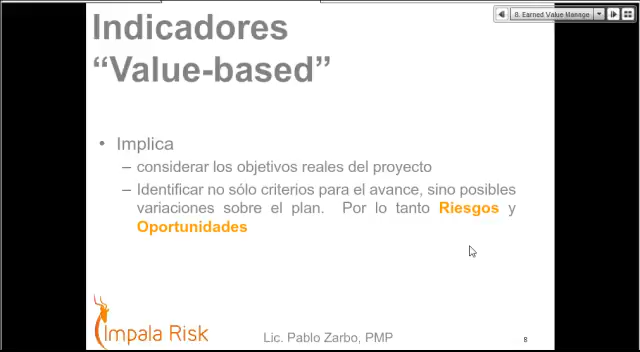 8. Earned Value Manage
Indicadores
“Value-based”
• Implica
– considerar los objetivos reales del proyecto
– Identificar no sólo criterios para el avance, sino posibles
variaciones sobre el plan. Por lo tanto Riesgos y
Oportunidades
Impala Risk
Lic. Pablo Zarbo, PMP
8